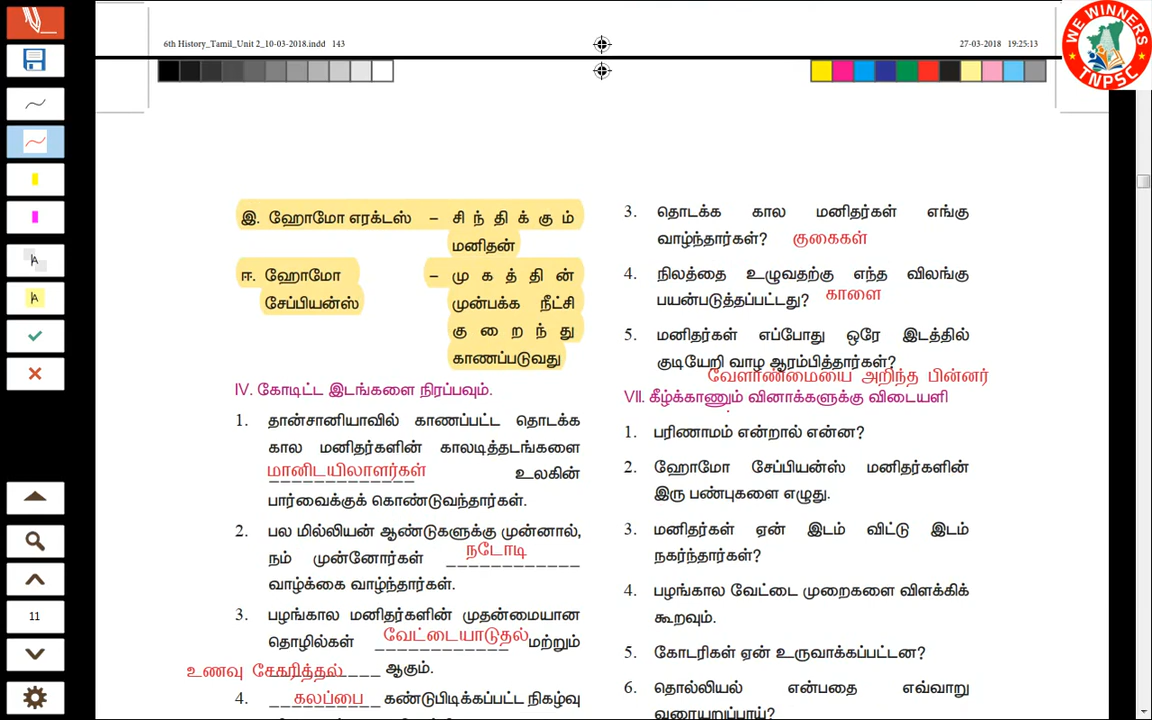 6th History_Tamil_Unit 2_10-03-2018.indd 143
27-03-2018 19:25:13
WE WINNERS
TNPSC
இ. ஹோமோ எரக்டஸ் – சிந்திக்கும்
மனிதன்
ஈ. ஹோமோ – முகத்தின்
சேப்பியன்ஸ் முன்பக்க நீட்சி
குறைந்து
காணப்படுவது
IV. கோடிட்ட இடங்களை நிரப்பவும்.
1. தான்சானியாவில் காணப்பட்ட தொடக்க
கால மனிதர்களின் காலடித்தடங்களை
மானிடயிலாளர்கள் உலகின்
பார்வைக்குக் கொண்டுவந்தார்கள்.
2. பல மில்லியன் ஆண்டுகளுக்கு முன்னால்,
நம் முன்னோர்கள் நடோடி
வாழ்க்கை வாழ்ந்தார்கள்.
3. பழங்கால மனிதர்களின் முதன்மையான
தொழில்கள் வேட்டையாடுதல் மற்றும்
உணவு சேகரித்தல் ஆகும்.
4. கலப்பை கண்டுபிடிக்கப்பட்ட நிகழ்வு
3. தொடக்க கால மனிதர்கள் எங்கு
வாழ்ந்தார்கள்? குகைகள்
4. நிலத்தை உழுவதற்கு எந்த விலங்கு
பயன்படுத்தப்பட்டது? காளை
5. மனிதர்கள் எப்போது ஒரே இடத்தில்
குடியேறி வாழ ஆரம்பித்தார்கள்?
வேளாண்மையை அறிந்த பின்னர்
VII. கீழ்க்காணும் வினாக்களுக்கு விடையளி
1. பரிணாமம் என்றால் என்ன?
2. ஹோமோ சேப்பியன்ஸ் மனிதர்களின்
இரு பண்புகளை எழுது.
3. மனிதர்கள் ஏன் இடம் விட்டு இடம்
நகர்ந்தார்கள்?
4. பழங்கால வேட்டை முறைகளை விளக்கிக்
கூறவும்.
5. கோடரிகள் ஏன் உருவாக்கப்பட்டன?
6. தொல்லியல் என்பதை எவ்வாறு
வரையறுப்பாய்?
11